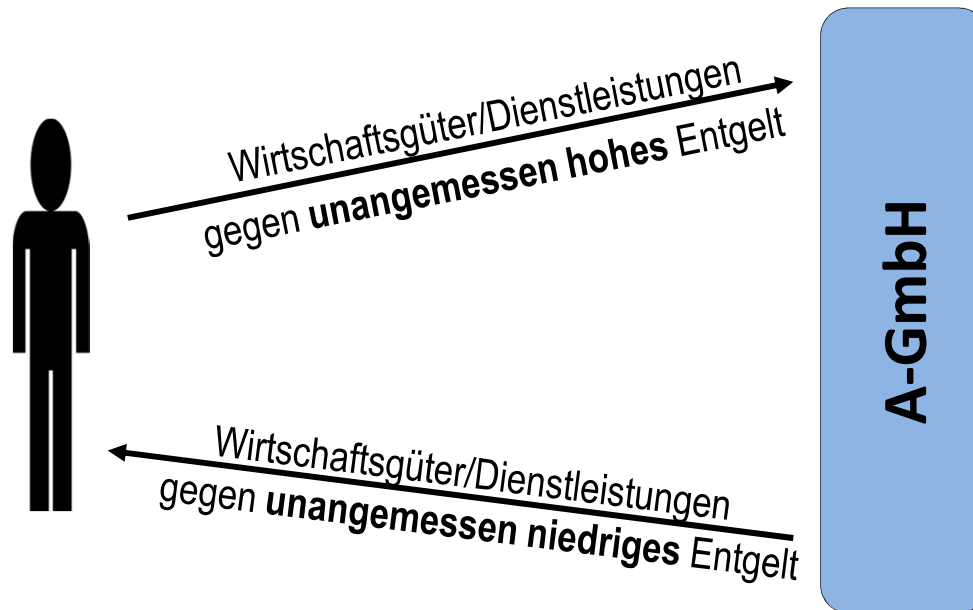 Wirtschaftsgüter/Dienstleistungen
gegen unangemessen hohes Entgelt
A-GmbH
Wirtschaftsgüter/Dienstleistungen
gegen unangemessen niedriges Entgelt